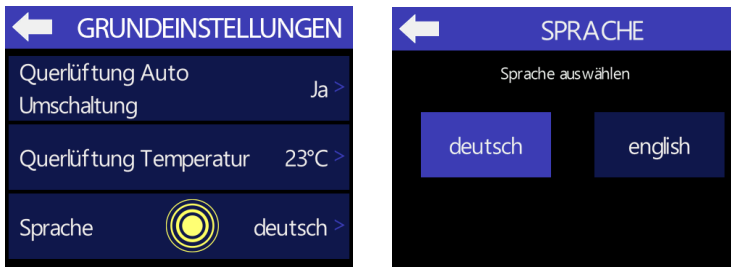 GRUNDEINSTELLUNGEN
Querlüftung Auto
Umschaltung
Ja >
Querlüftung Temperatur 23°C >
Sprache deutsch >
SPRACHE
Sprache auswählen
deutsch english